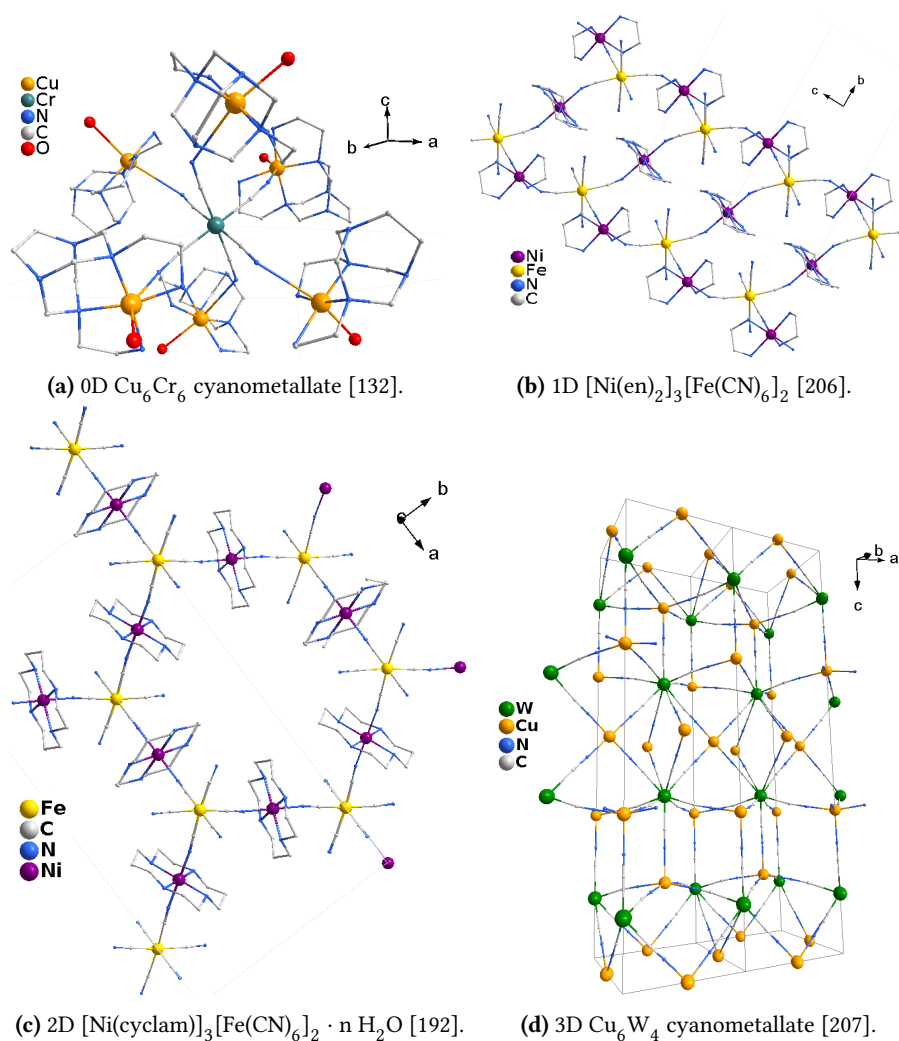 Cu
Cr
N
C
O
c
b
a
(a) 0D Cu₆Cr₆ cyanometallate [132].
b
c
Ni
Fe
N
C
(b) 1D [Ni(en)₂]₃[Fe(CN)₆]₂ [206].
c
b
a
Fe
C
N
Ni
(c) 2D [Ni(cyclam)]₃[Fe(CN)₆]₂ · n H₂O [192].
b
a
c
W
Cu
N
C
(d) 3D Cu₆W₄ cyanometallate [207].